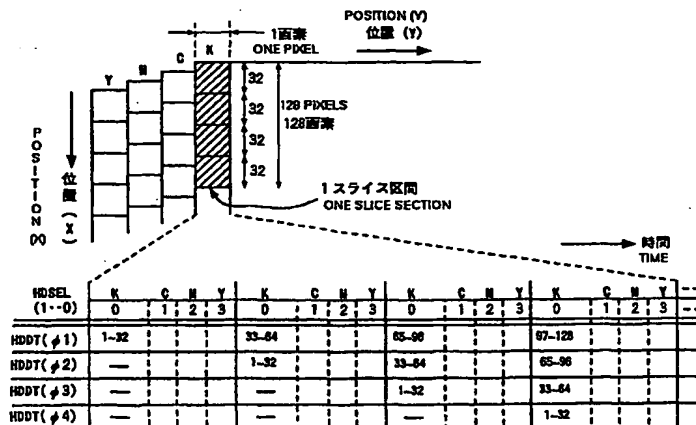 POSITION (Y)
位置 (Y)
1画素
ONE PIXEL
Y M C K
32
32
32
32
128 PIXELS
128画素
POSITION (X)
位置 (X)
1スライス区間
ONE SLICE SECTION
時間
TIME
HDSEL K C M Y K C M Y K C M Y K C M Y
(1--0) 0 1 2 3 0 1 2 3 0 1 2 3 0 1 2 3
HDDT(φ1) 1~32 33~64 65~96 97~128
HDDT(φ2) — 1~32 33~64 65~96
HDDT(φ3) — — 1~32 33~64
HDDT(φ4) — — — 1~32